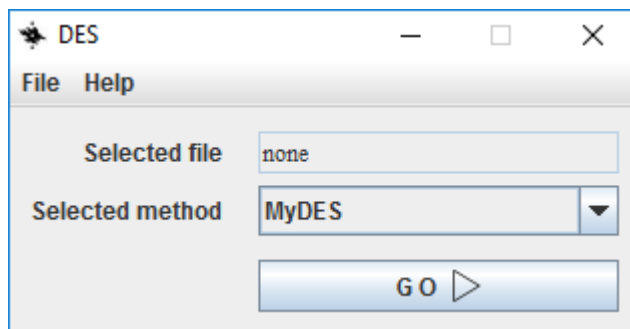 DES
File Help
Selected file none
Selected method MyDES
GO